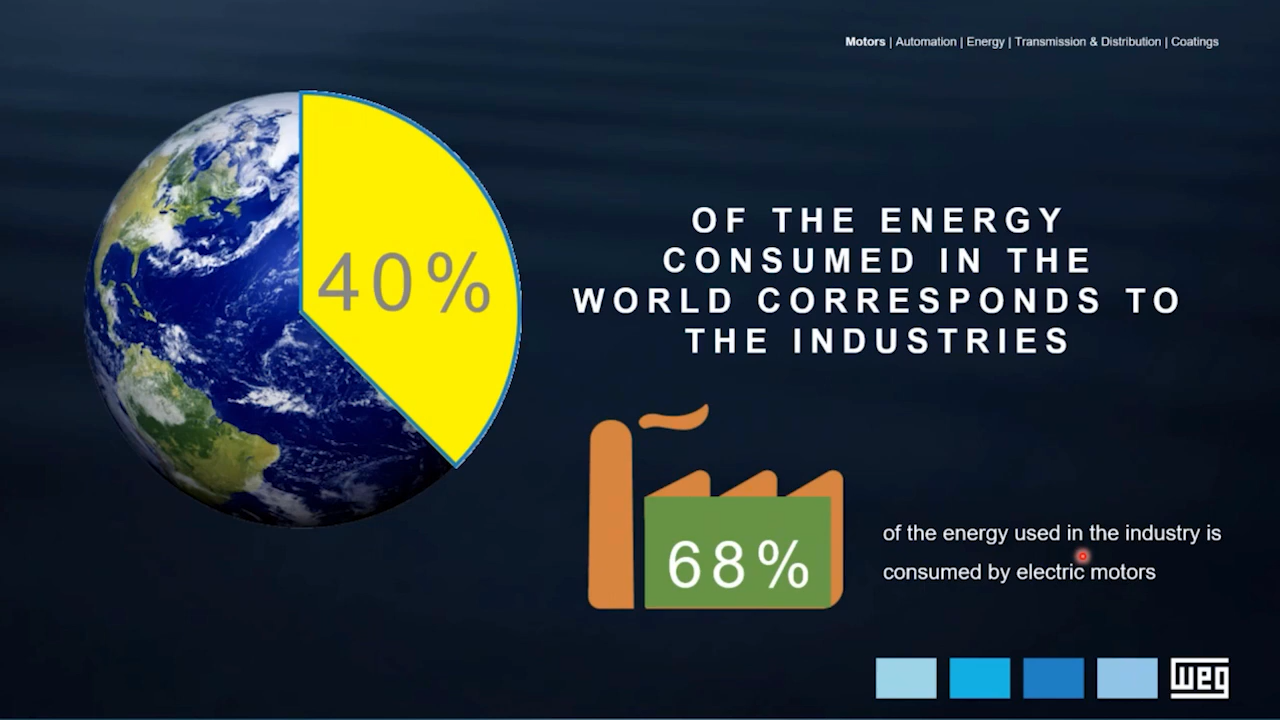 Motors | Automation | Energy | Transmission & Distribution | Coatings
40%
OF THE ENERGY
CONSUMED IN THE
WORLD CORRESPONDS TO
THE INDUSTRIES
68%
of the energy used in the industry is
consumed by electric motors
weg